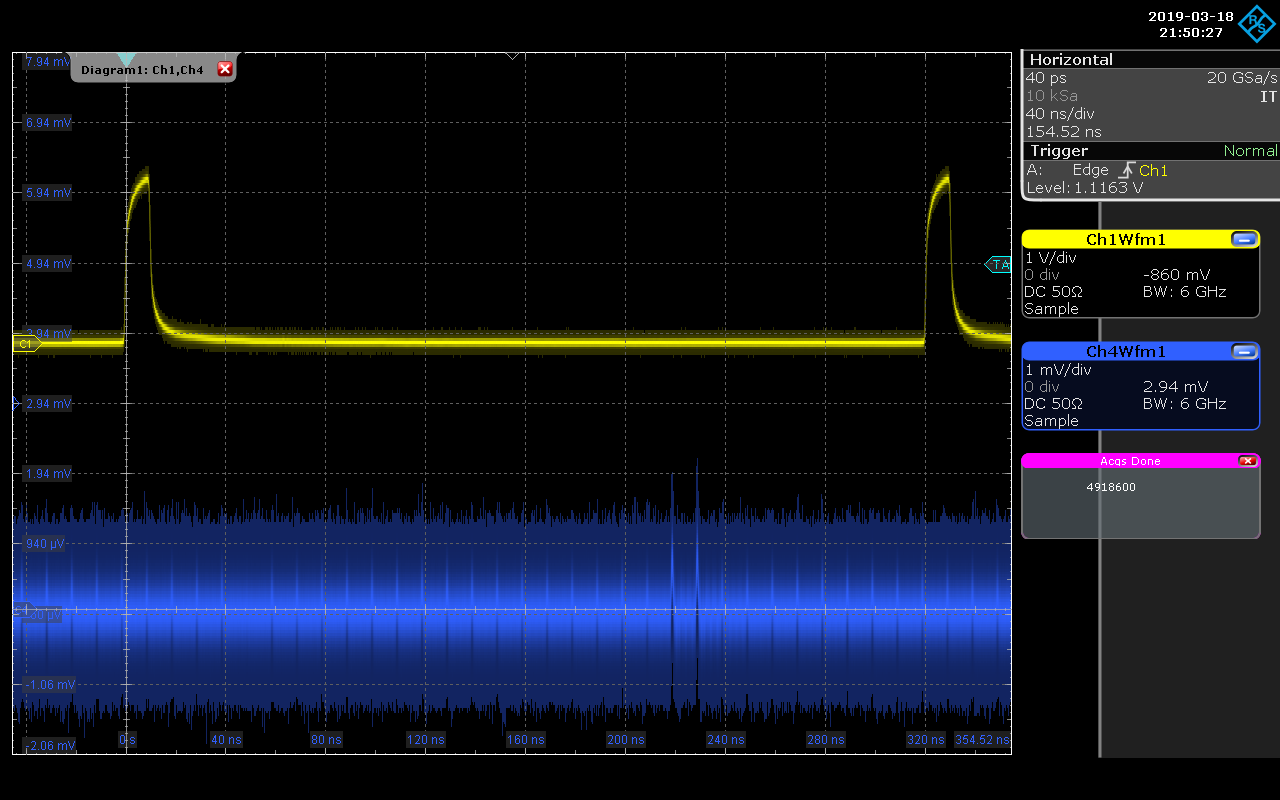 2019-03-18
21:50:27
R S
Diagram1: Ch1,Ch4
7.94 mV
6.94 mV
5.94 mV
4.94 mV
3.94 mV
2.94 mV
1.94 mV
940 µV
-60 µV
-1.06 mV
-2.06 mV
C1
TA
0 s
40 ns
80 ns
120 ns
160 ns
200 ns
240 ns
280 ns
320 ns
354.52 ns
Horizontal
40 ps 20 GSa/s
10 kSa IT
40 ns/div
154.52 ns
Trigger Normal
A: Edge Ch1
Level: 1.1163 V
Ch1Wfm1
1 V/div
0 div -860 mV
DC 50Ω BW: 6 GHz
Sample
Ch4Wfm1
1 mV/div
0 div 2.94 mV
DC 50Ω BW: 6 GHz
Sample
Acqs Done
4918600